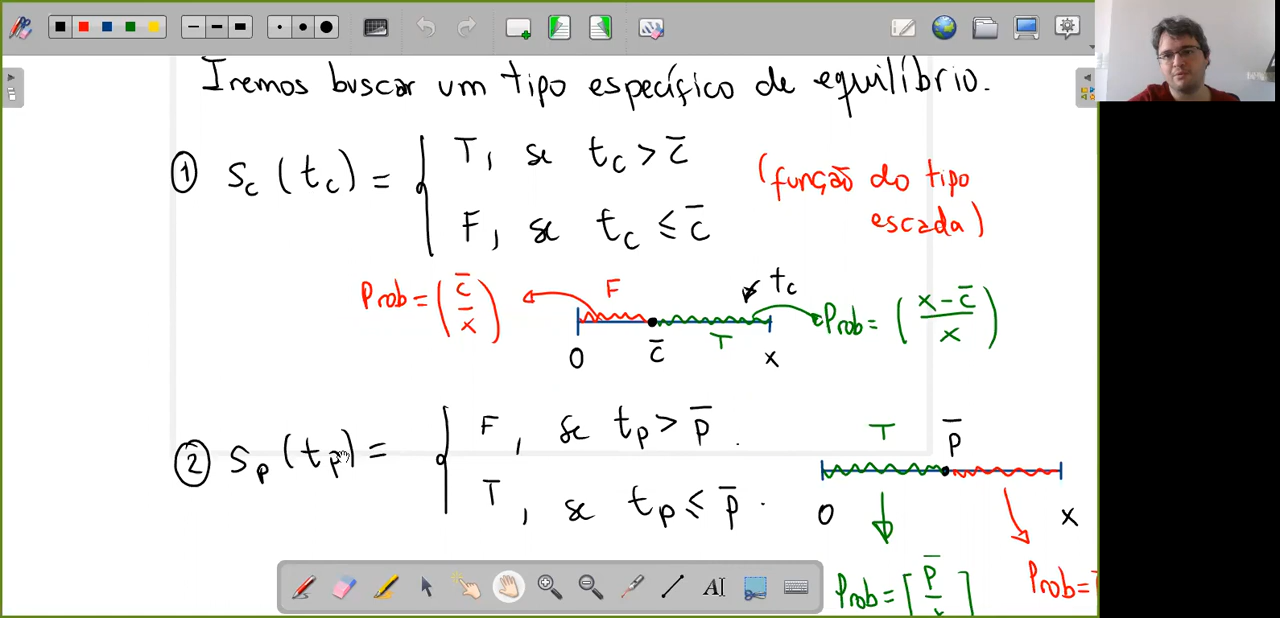 Iremos buscar um tipo específico de equilíbrio.
① s_c (t_c) = { T, se t_c > c̄
F, se t_c ≤ c̄
(função do tipo
escada)
Prob = (c̄/x) F t_c Prob = ((x - c̄)/x)
T
0 c̄ x
② s_p (t_p) = { F, se t_p > p̄.
T, se t_p ≤ p̄.
T p̄
0 x
Prob = [p̄/ ] Prob =
AI